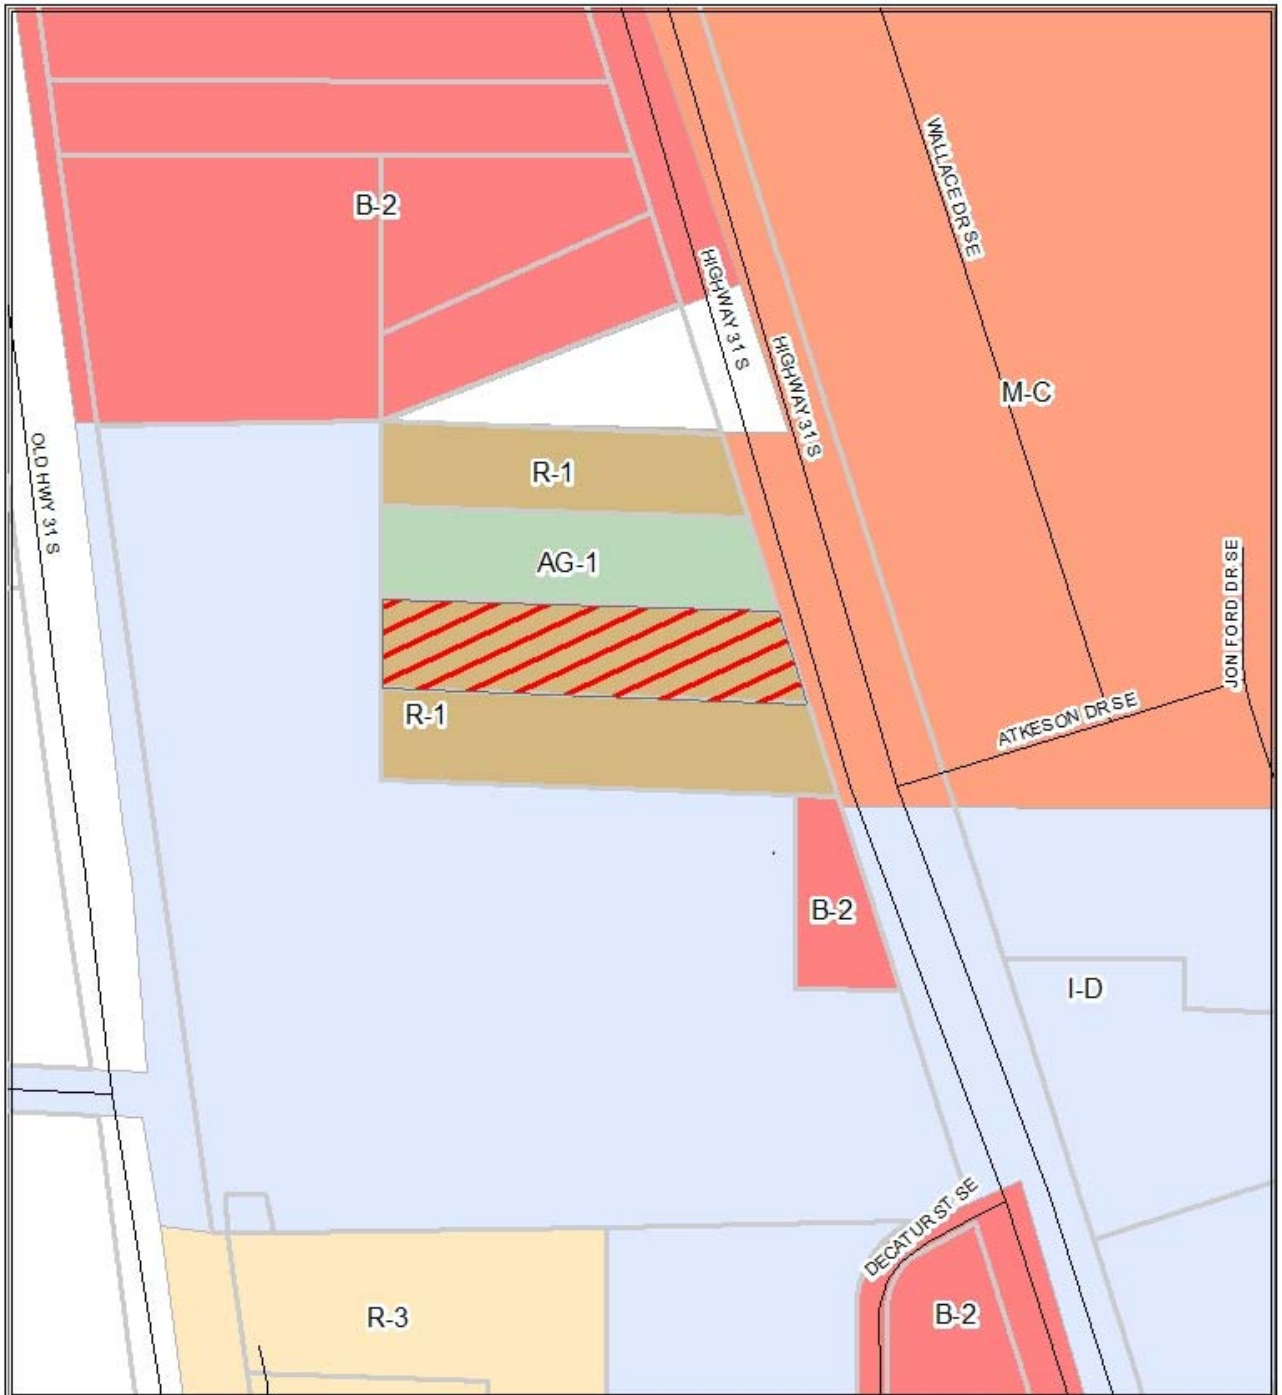 WALLACE DR SE
B-2
HIGHWAY 31 S
HIGHWAY 31 S
M-C
OLD HWY 31 S
R-1
AG-1
JON FORD DR SE
R-1
ATKESON DR SE
B-2
I-D
DECATUR ST SE
R-3
B-2